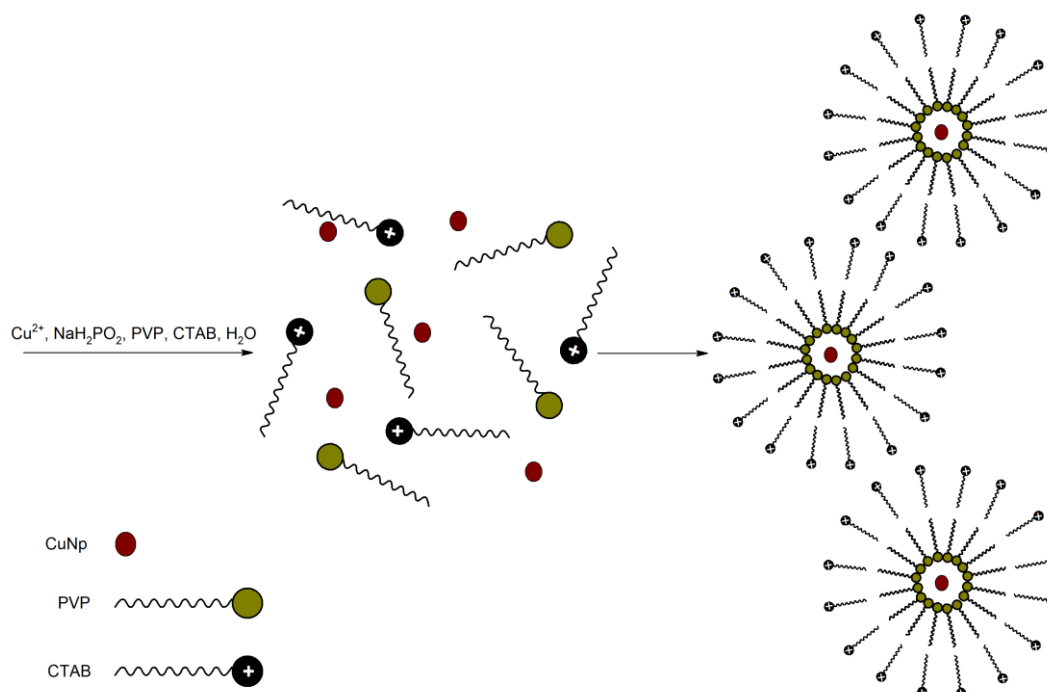 Cu²⁺, NaH₂PO₂, PVP, CTAB, H₂O
CuNp
PVP
CTAB